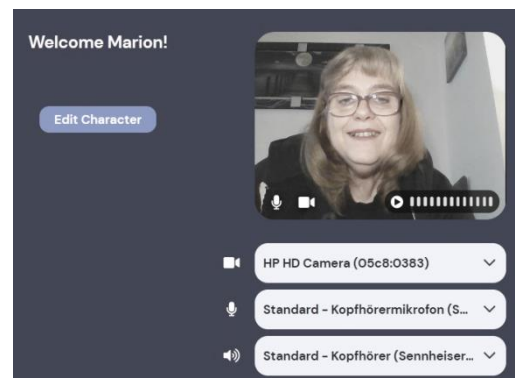 Welcome Marion!
Edit Character
HP HD Camera (05c8:0383)
Standard - Kopfhörermikrofon (S...
Standard - Kopfhörer (Sennheiser...